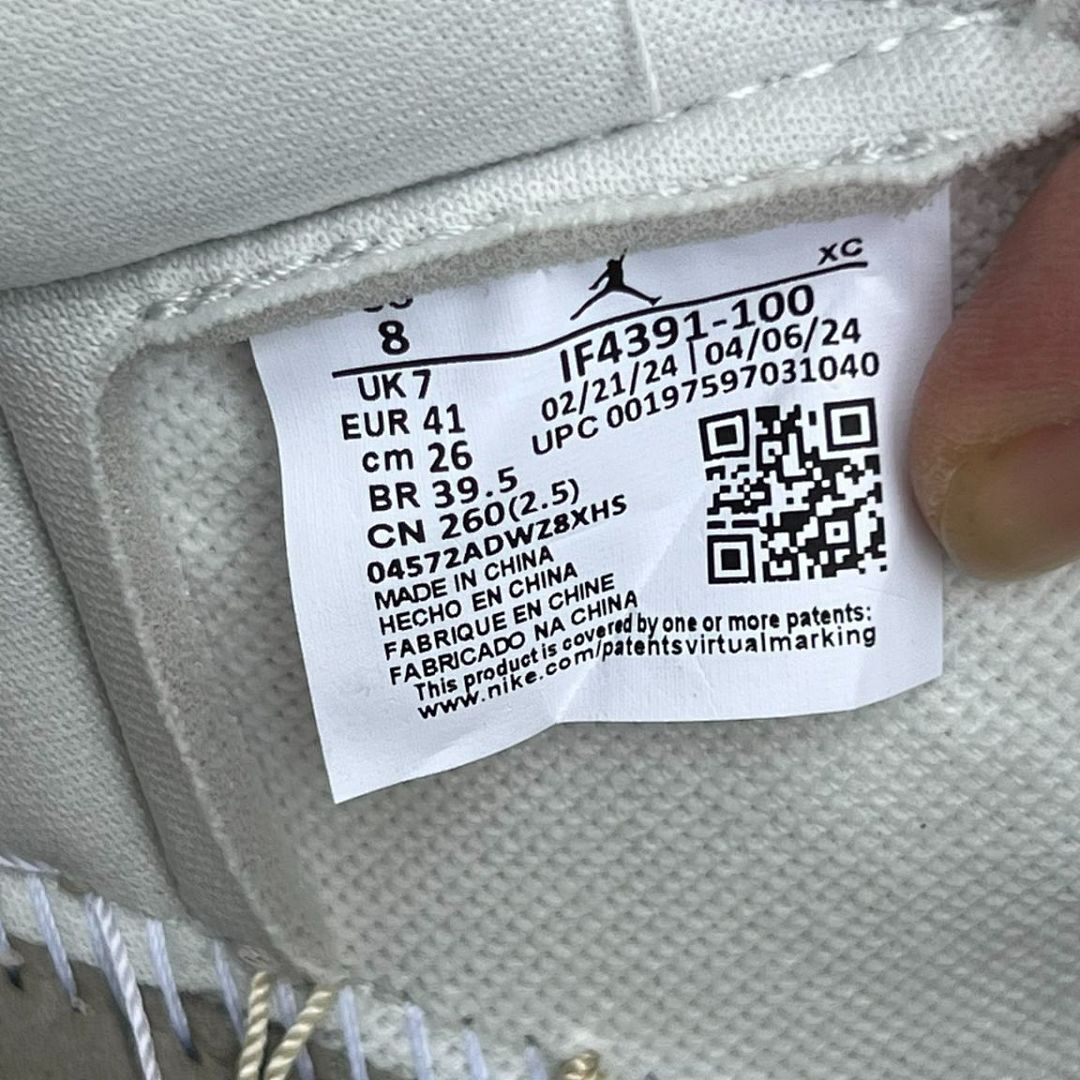 XC
8
IF4391-100
02/21/24 | 04/06/24
UPC 00197597031040
UK 7
EUR 41
cm 26
BR 39.5
CN 260(2.5)
04572ADWZ8XHS
MADE IN CHINA
HECHO EN CHINA
FABRIQUE EN CHINE
FABRICADO NA CHINA
This product is covered by one or more patents:
www.nike.com/patentsvirtualmarking